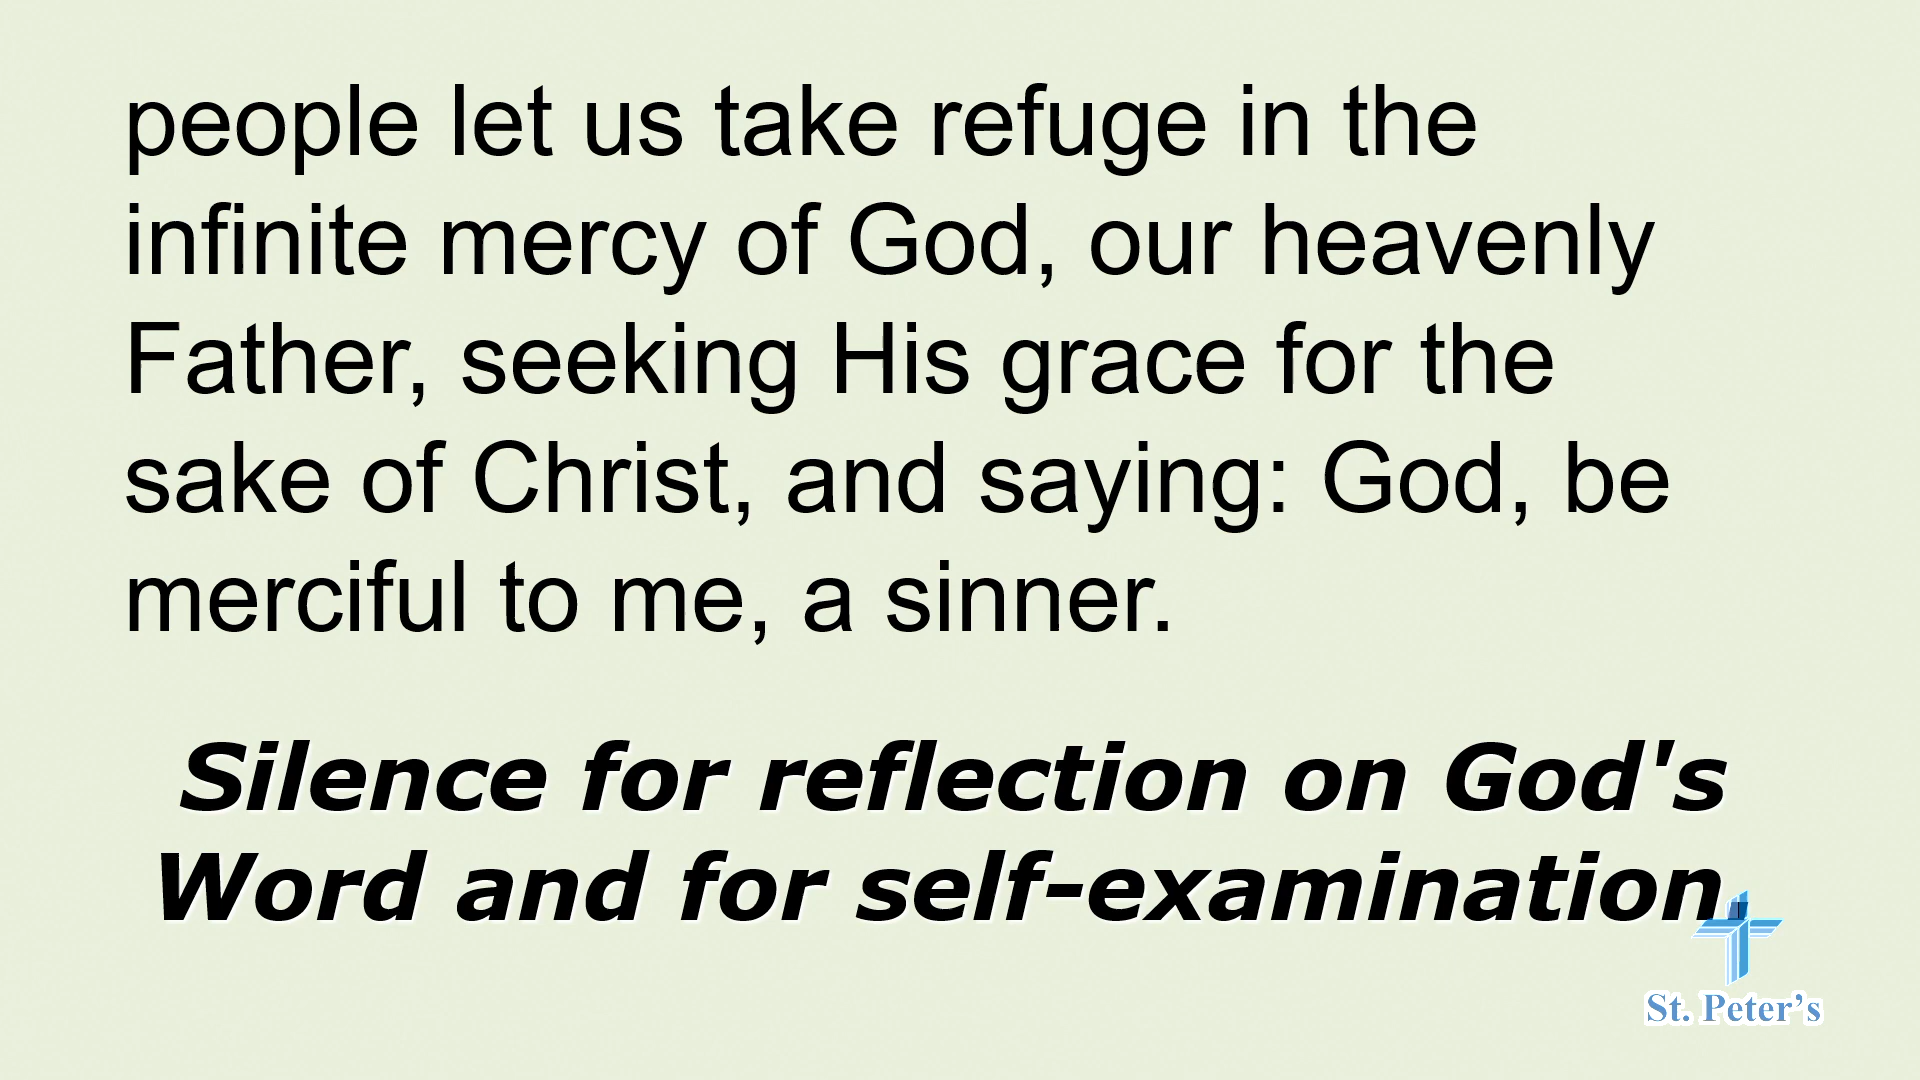 people let us take refuge in the
infinite mercy of God, our heavenly
Father, seeking His grace for the
sake of Christ, and saying: God, be
merciful to me, a sinner.
Silence for reflection on God's
Word and for self-examination.
St. Peter’s